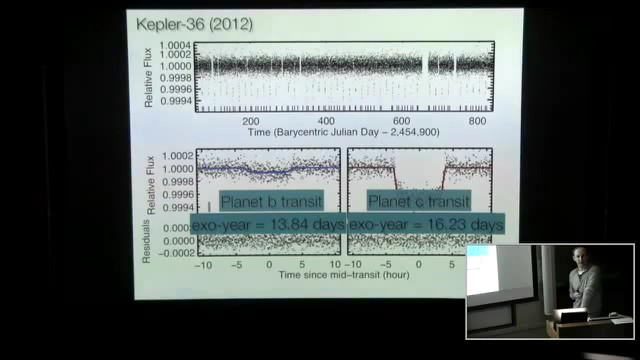 Kepler-36 (2012)
Relative Flux
1.0004
1.0002
1.0000
0.9998
0.9996
0.9994
200
400
600
800
Time (Barycentric Julian Day − 2,454,900)
Relative Flux
1.0002
1.0000
0.9998
0.9996
0.9994
Planet b transit
Planet c transit
exo-year = 13.84 days
exo-year = 16.23 days
Residuals
0.0000
−0.0002
−10
−5
0
5
10
−10
−5
0
5
Time since mid−transit (hour)